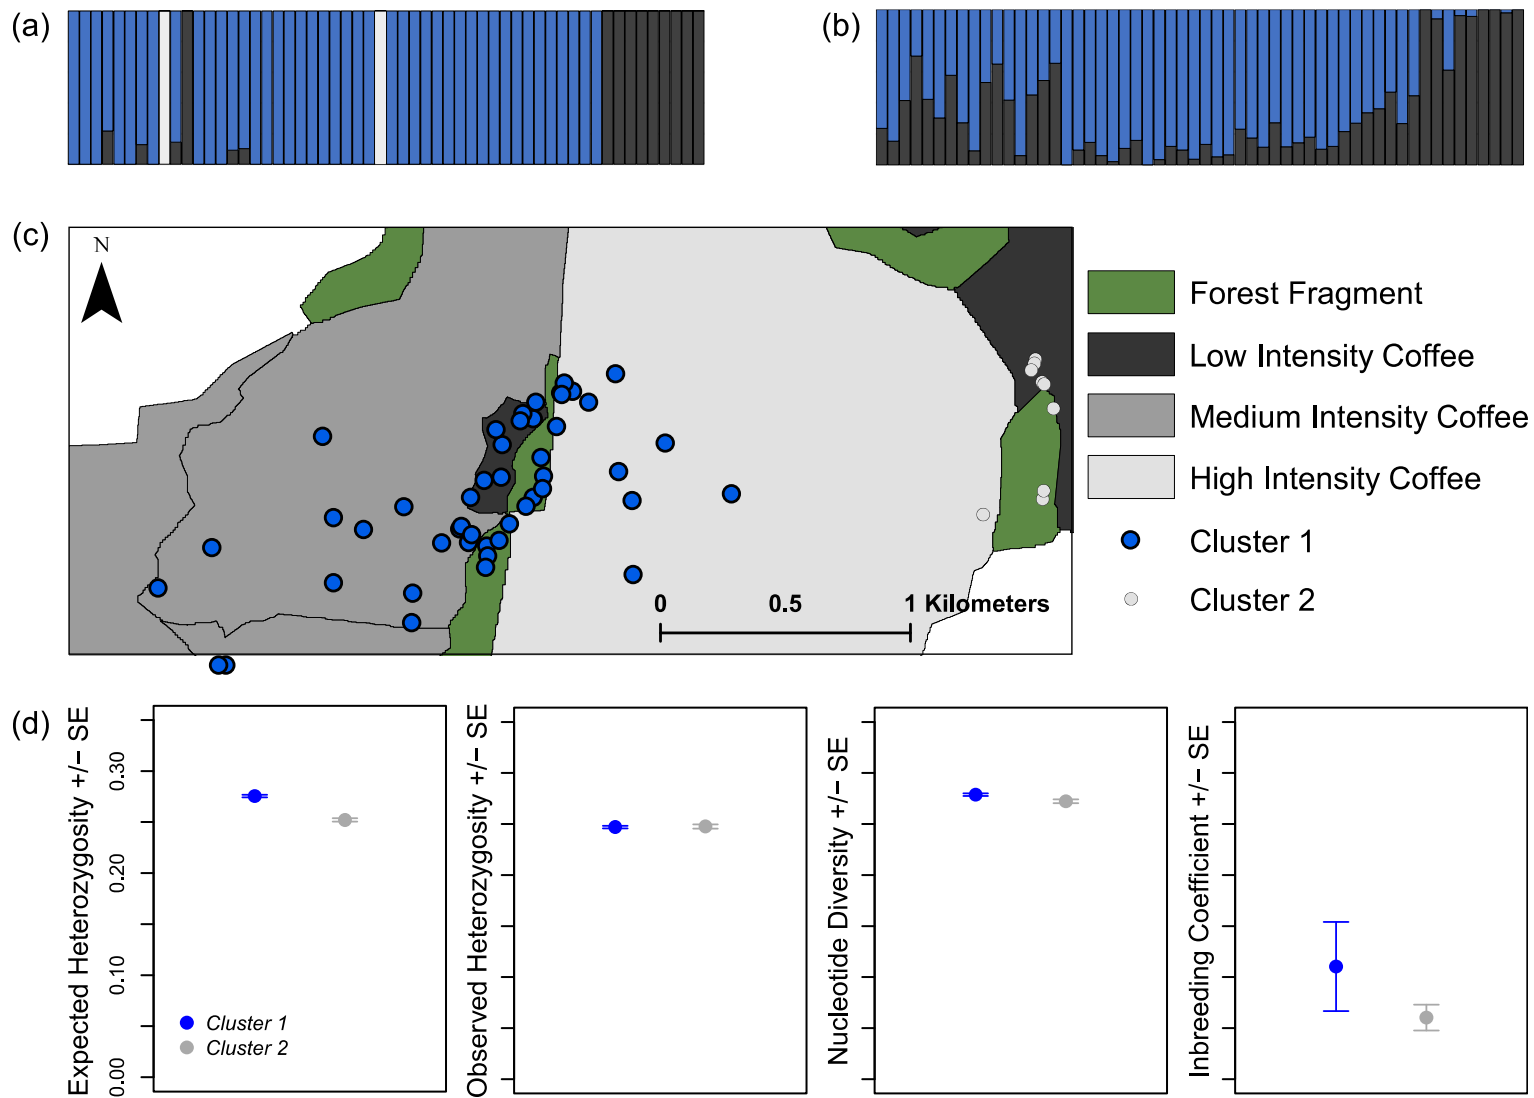 (a)
(b)
(c)
N
Forest Fragment
Low Intensity Coffee
Medium Intensity Coffee
High Intensity Coffee
Cluster 1
Cluster 2
0 0.5 1 Kilometers
(d)
Expected Heterozygosity +/− SE
0.00 0.10 0.20 0.30
Cluster 1
Cluster 2
Observed Heterozygosity +/− SE
Nucleotide Diversity +/− SE
Inbreeding Coefficient +/− SE